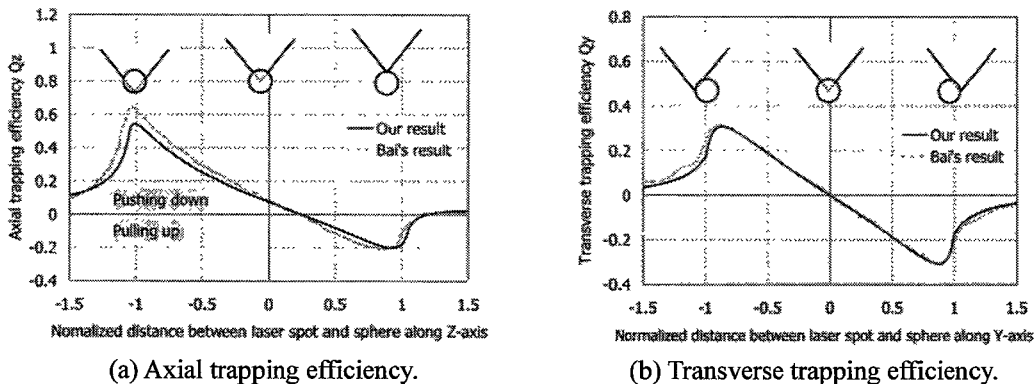 1.2
1
0.8
0.6
0.4
0.2
0
-0.2
-0.4
Axial trapping efficiency Qz
Our result
Bai's result
Pushing down
Pulling up
-1.5 -1 -0.5 0 0.5 1 1.5
Nomalized distance between laser spot and sphere along Z-axis
(a) Axial trapping efficiency.
0.8
0.6
0.4
0.2
0
-0.2
-0.4
Transverse trapping efficiency Qy
Our result
Bai's result
-1.5 -1 -0.5 0 0.5 1 1.5
Normalized distance between laser spot and sphere along Y-axis
(b) Transverse trapping efficiency.